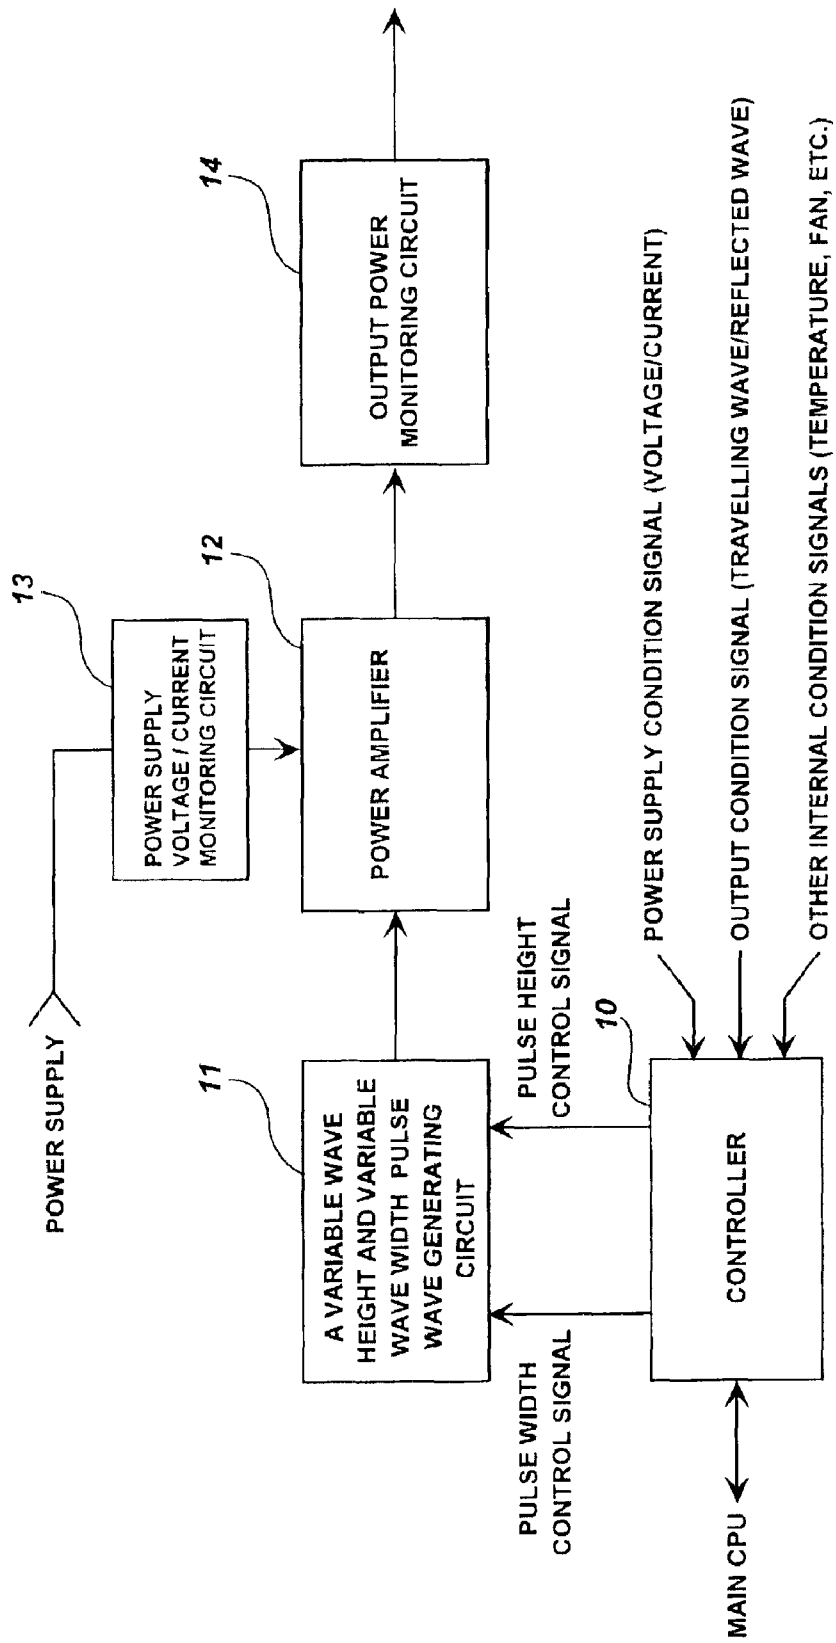 POWER SUPPLY
13
POWER SUPPLY
VOLTAGE / CURRENT
MONITORING CIRCUIT
11
A VARIABLE WAVE
HEIGHT AND VARIABLE
WAVE WIDTH PULSE
WAVE GENERATING
CIRCUIT
12
POWER AMPLIFIER
14
OUTPUT POWER
MONITORING CIRCUIT
PULSE WIDTH
CONTROL SIGNAL
PULSE HEIGHT
CONTROL SIGNAL
10
MAIN CPU
CONTROLLER
POWER SUPPLY CONDITION SIGNAL (VOLTAGE/CURRENT)
OUTPUT CONDITION SIGNAL (TRAVELLING WAVE/REFLECTED WAVE)
OTHER INTERNAL CONDITION SIGNALS (TEMPERATURE, FAN, ETC.)